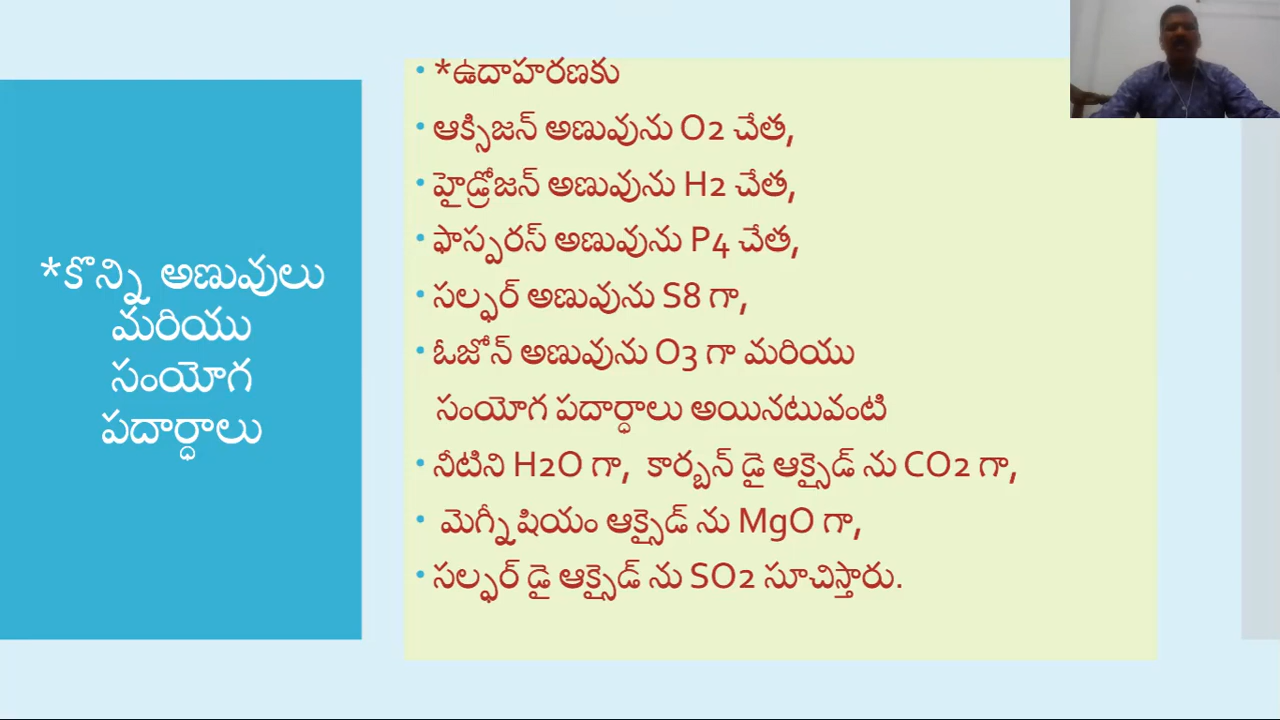 *కొన్ని అణువులు
మరియు
సంయోగ
పదార్ధాలు
• *ఉదాహరణకు
• ఆక్సిజన్ అణువును O2 చేత,
• హైడ్రోజన్ అణువును H2 చేత,
• ఫాస్పరస్ అణువును P4 చేత,
• సల్ఫర్ అణువును S8 గా,
• ఓజోన్ అణువును O3 గా మరియు
సంయోగ పదార్ధాలు అయినటువంటి
• నీటిని H2O గా, కార్బన్ డై ఆక్సైడ్ ను CO2 గా,
• మెగ్నీషియం ఆక్సైడ్ ను MgO గా,
• సల్ఫర్ డై ఆక్సైడ్ ను SO2 సూచిస్తారు.